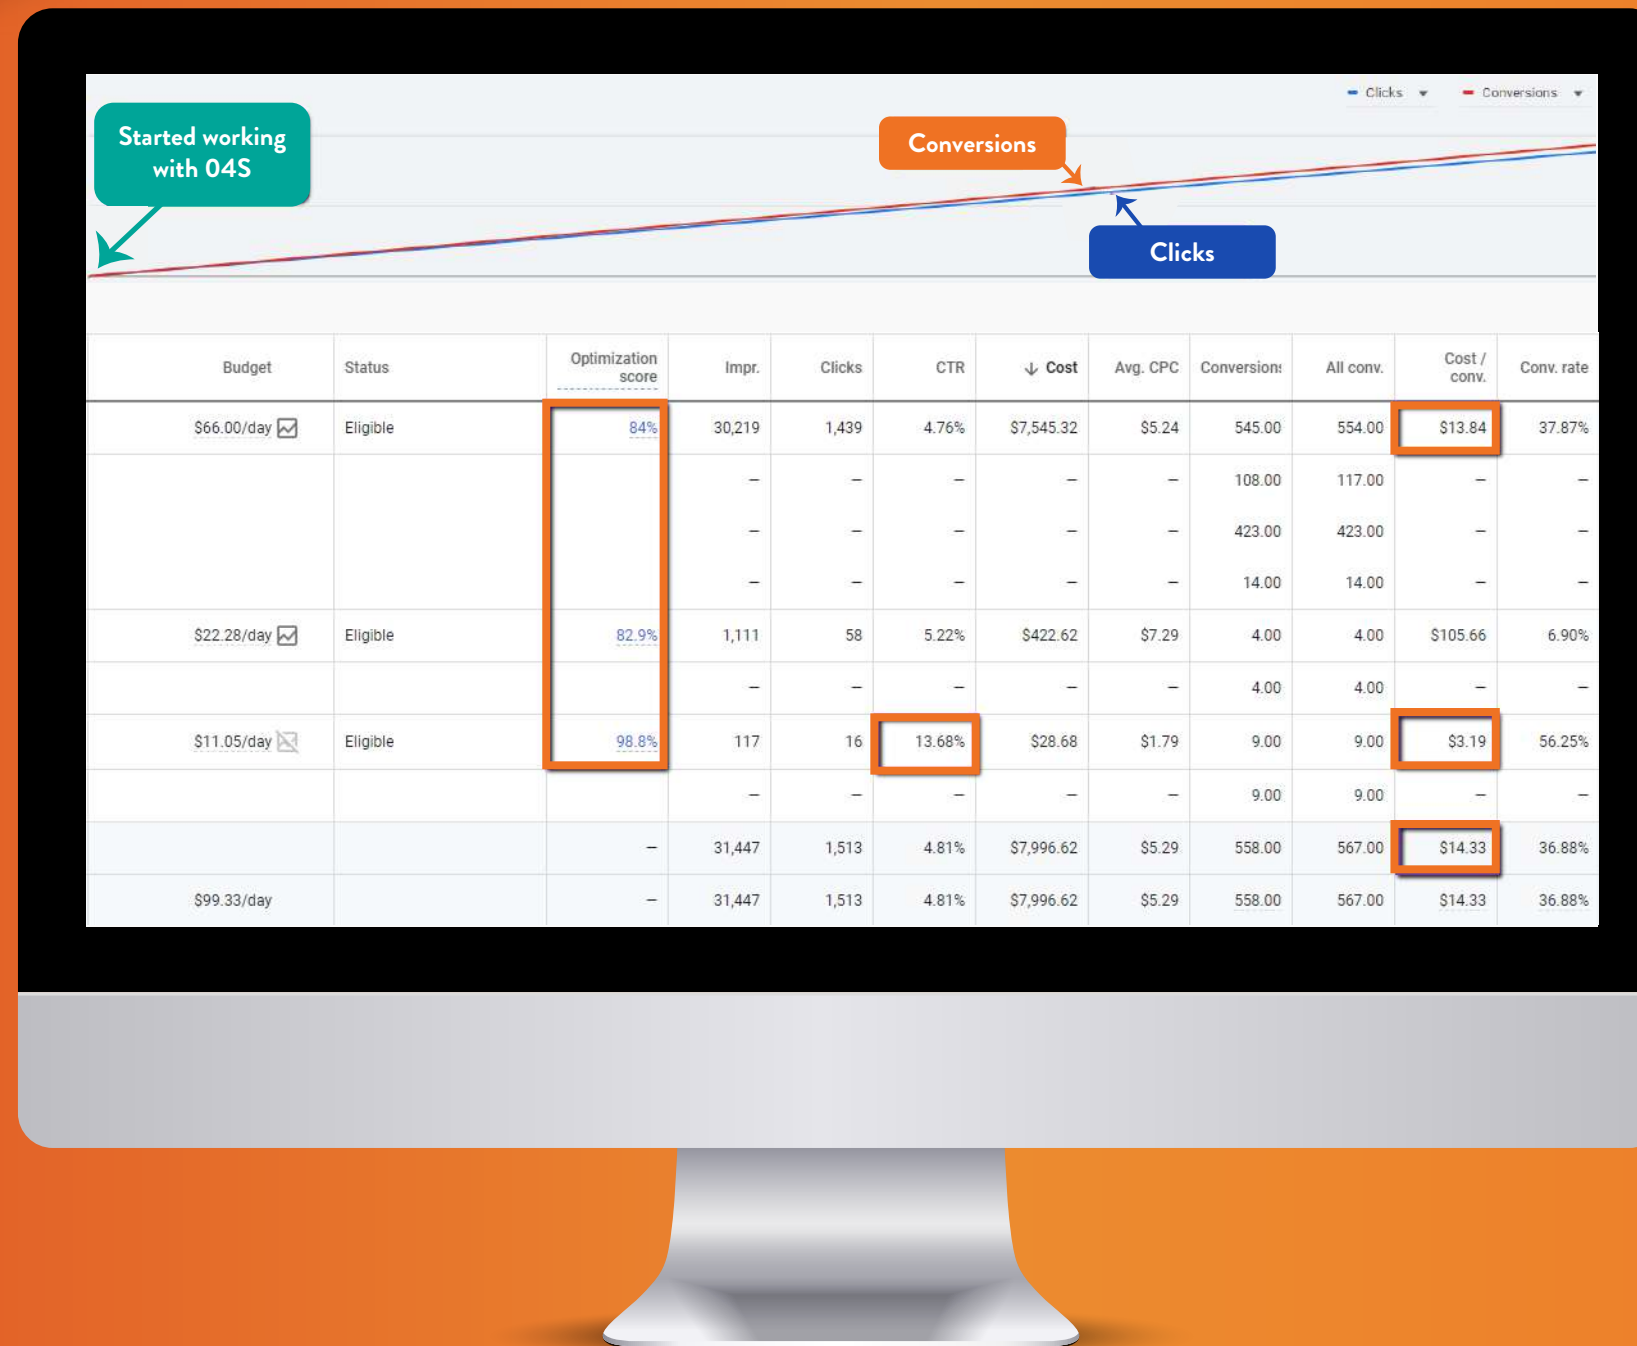 Clicks Conversions
Started working
with 04S
Conversions
Clicks
Budget Status Optimization score Impr. Clicks CTR ↓ Cost Avg. CPC Conversions All conv. Cost / conv. Conv. rate
$66.00/day Eligible 84% 30,219 1,439 4.76% $7,545.32 $5.24 545.00 554.00 $13.84 37.87%
– – – – – 108.00 117.00 – –
– – – – – 423.00 423.00 – –
– – – – – 14.00 14.00 – –
$22.28/day Eligible 82.9% 1,111 58 5.22% $422.62 $7.29 4.00 4.00 $105.66 6.90%
– – – – – 4.00 4.00 – –
$11.05/day Eligible 98.8% 117 16 13.68% $28.68 $1.79 9.00 9.00 $3.19 56.25%
– – – – – 9.00 9.00 – –
– 31,447 1,513 4.81% $7,996.62 $5.29 558.00 567.00 $14.33 36.88%
$99.33/day – 31,447 1,513 4.81% $7,996.62 $5.29 558.00 567.00 $14.33 36.88%